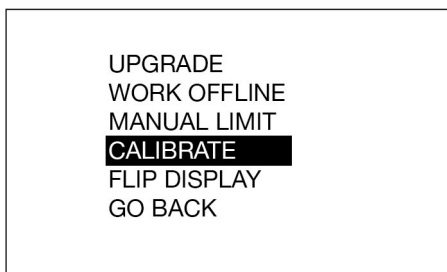 UPGRADE
WORK OFFLINE
MANUAL LIMIT
CALIBRATE
FLIP DISPLAY
GO BACK